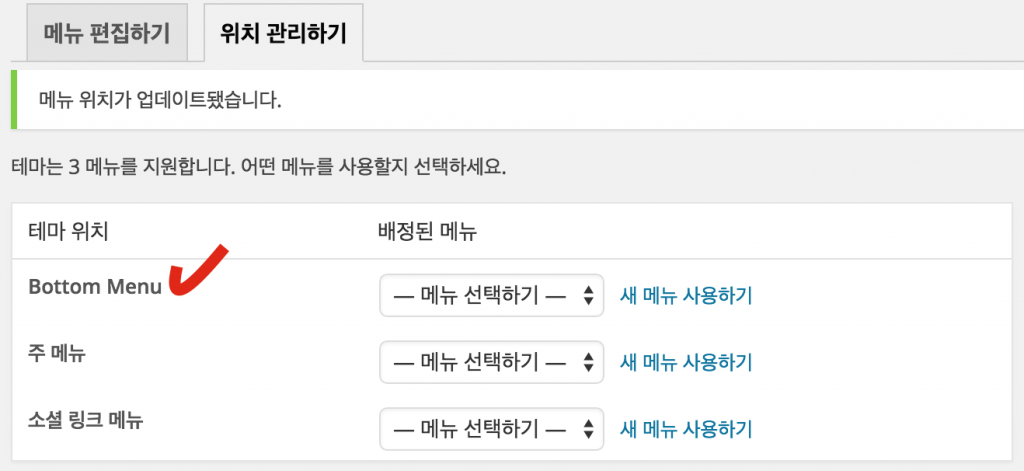 메뉴 편집하기 위치 관리하기
메뉴 위치가 업데이트됐습니다.
테마는 3 메뉴를 지원합니다. 어떤 메뉴를 사용할지 선택하세요.
테마 위치 배정된 메뉴
Bottom Menu — 메뉴 선택하기 — 새 메뉴 사용하기
주 메뉴 — 메뉴 선택하기 — 새 메뉴 사용하기
소셜 링크 메뉴 — 메뉴 선택하기 — 새 메뉴 사용하기